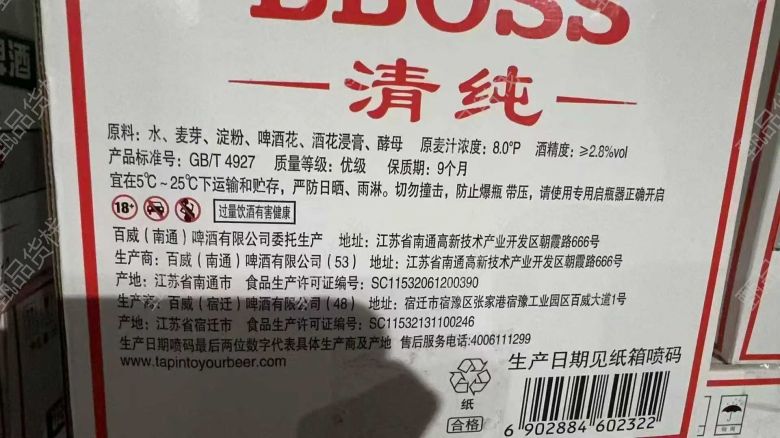 BBOSS
清纯
啤酒
原料：水、麦芽、淀粉、啤酒花、酒花浸膏、酵母 原麦汁浓度：8.0°P 酒精度：≥2.8%vol
产品标准号：GB/T 4927 质量等级：优级 保质期：9个月
宜在5℃~25℃下运输和贮存，严防日晒、雨淋。切勿撞击，防止爆瓶 带压，请使用专用启瓶器正确开启
18+ 过量饮酒有害健康
百威（南通）啤酒有限公司委托生产 地址：江苏省南通高新技术产业开发区朝霞路666号
生产商：百威（南通）啤酒有限公司（53） 地址：江苏省南通高新技术产业开发区朝霞路666号
产地：江苏省南通市 食品生产许可证编号：SC11532061200390
生产商：百威（宿迁）啤酒有限公司（48） 地址：宿迁市宿豫区张家港宿豫工业园区百威大道1号
产地：江苏省宿迁市 食品生产许可证编号：SC11532131100246
生产日期喷码最后两位数字代表具体生产商及产地 售后服务电话:4006111299
www.tapintoyourbeer.com
生产日期见纸箱喷码
纸
合格
6 902884 602322